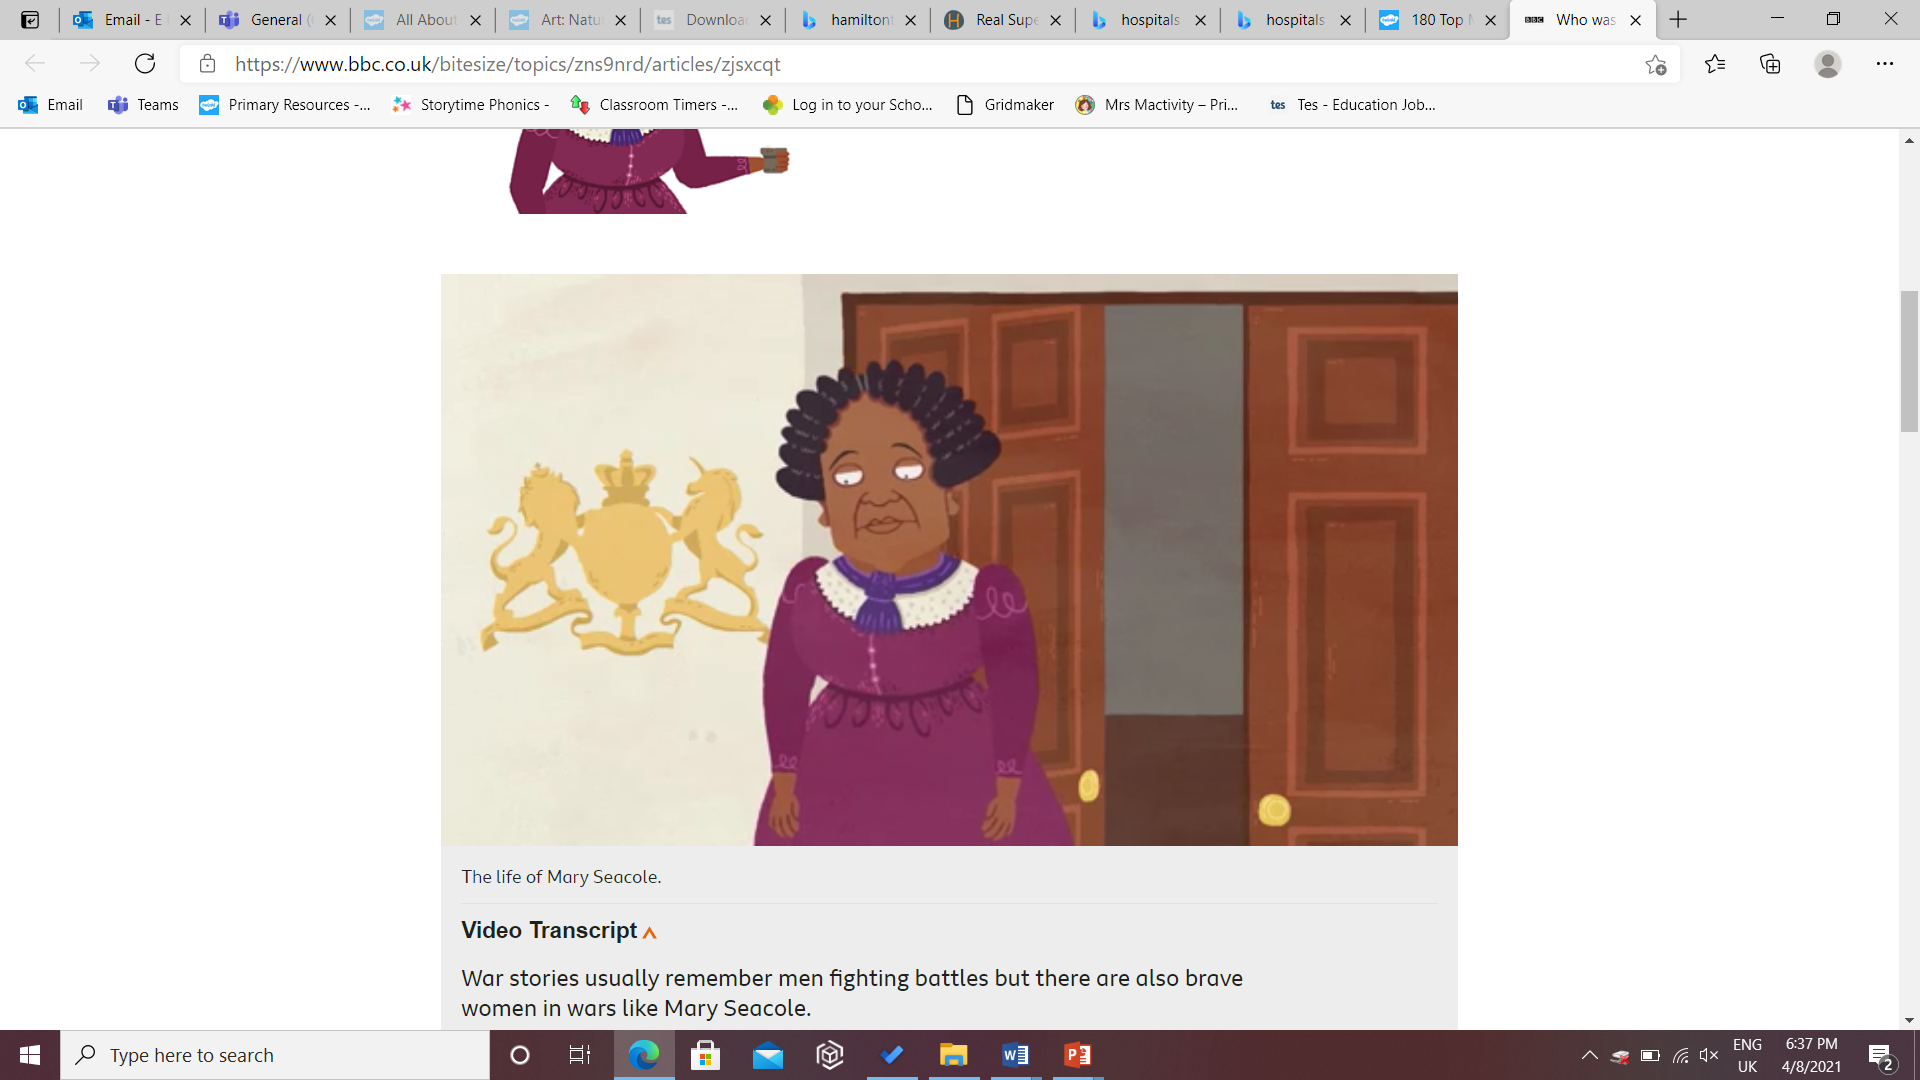 Email - E
General (
All About
Art: Natu
tes Downloa
hamilton
Real Supe
hospitals
hospitals
180 Top
BBC Who was
https://www.bbc.co.uk/bitesize/topics/zns9nrd/articles/zjsxcqt
Email
Teams
Primary Resources -...
Storytime Phonics -
Classroom Timers -...
Log in to your Scho...
Gridmaker
Mrs Mactivity – Pri...
tes Tes - Education Job...
The life of Mary Seacole.
Video Transcript
War stories usually remember men fighting battles but there are also brave
women in wars like Mary Seacole.
Type here to search
ENG
UK
6:37 PM
4/8/2021
2